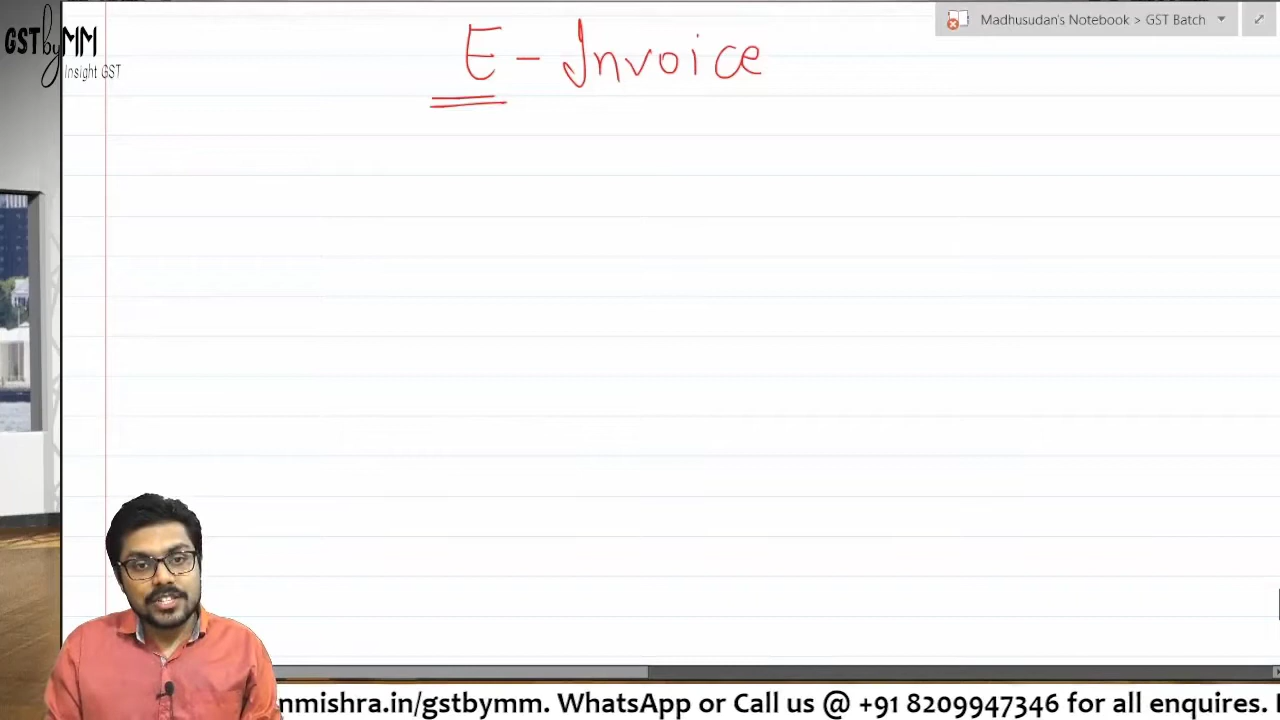 GSTbyMM
Insight GST
E - Invoice
Madhusudan's Notebook > GST Batch
nmishra.in/gstbymm. WhatsApp or Call us @ +91 8209947346 for all enquires.